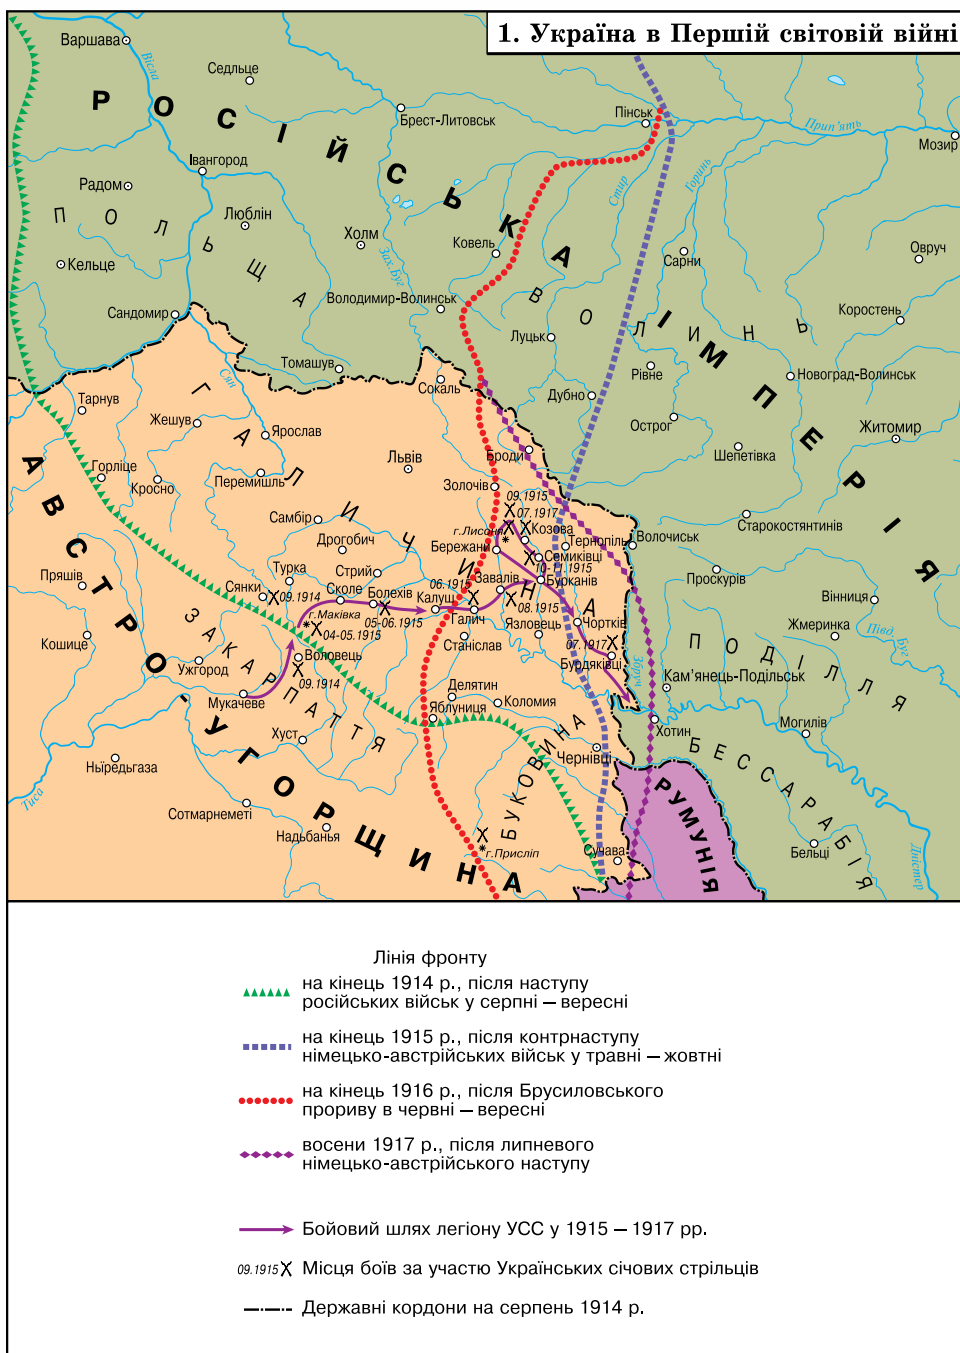 1. Україна в Першій світовій війні
Варшава
Вісла
Седльце
РОСІЙСЬКА ІМПЕРІЯ
Брест-Литовськ
Пінськ
Прип'ять
Мозир
Івангород
Радом
Люблін
ПОЛЬЩА
Холм
Зах.Буг
Стир
Горинь
Ковель
Сарни
Овруч
Кельце
Володимир-Волинськ
ВОЛИНЬ
Коростень
Сандомир
Луцьк
Томашув
Сян
Сокаль
Рівне
Новоград-Волинськ
Дубно
Тарнув
ГАЛИЧИНА
Жешув
Ярослав
Острог
Житомир
Броди
Шепетівка
Горліце
Кросно
Перемишль
Львів
Золочів
09.1915
07.1917
Самбір
г.Лисоня
Козова
Старокостянтинів
АВСТРО-УГОРЩИНА
Дрогобич
Бережани
Тернопіль
Волочиськ
Семиківці
10-11.1915
Пряшів
Турка
Стрий
06.1915
Завалів
Бурканів
Проскурів
Сянки
09.1914
Сколе
Болехів
Калуш
08.1915
Вінниця
г.Маківка
04-05.1915
05-06.1915
Галич
Язловець
Чортків
Жмеринка
Півд. Буг
Кошице
ЗАКАРПАТТЯ
Станіслав
07.1917
ПОДІЛЛЯ
Ужгород
Воловець
09.1914
Бурдяківці
Збруч
Мукачеве
Делятин
Кам'янець-Подільськ
Яблуниця
Коломия
Хотин
Могилів
Хуст
БУКОВИНА
Чернівці
БЕССАРАБІЯ
Ньіредьгаза
Тиса
РУМУНІЯ
Сотмарнеметі
Надьбанья
г.Присліп
Сучава
Бельці
Дністер
Лінія фронту
на кінець 1914 р., після наступу
російських військ у серпні – вересні
на кінець 1915 р., після контрнаступу
німецько-австрійських військ у травні – жовтні
на кінець 1916 р., після Брусиловського
прориву в червні – вересні
восени 1917 р., після липневого
німецько-австрійського наступу
Бойовий шлях легіону УСС у 1915 – 1917 рр.
09.1915 Місця боїв за участю Українських січових стрільців
Державні кордони на серпень 1914 р.